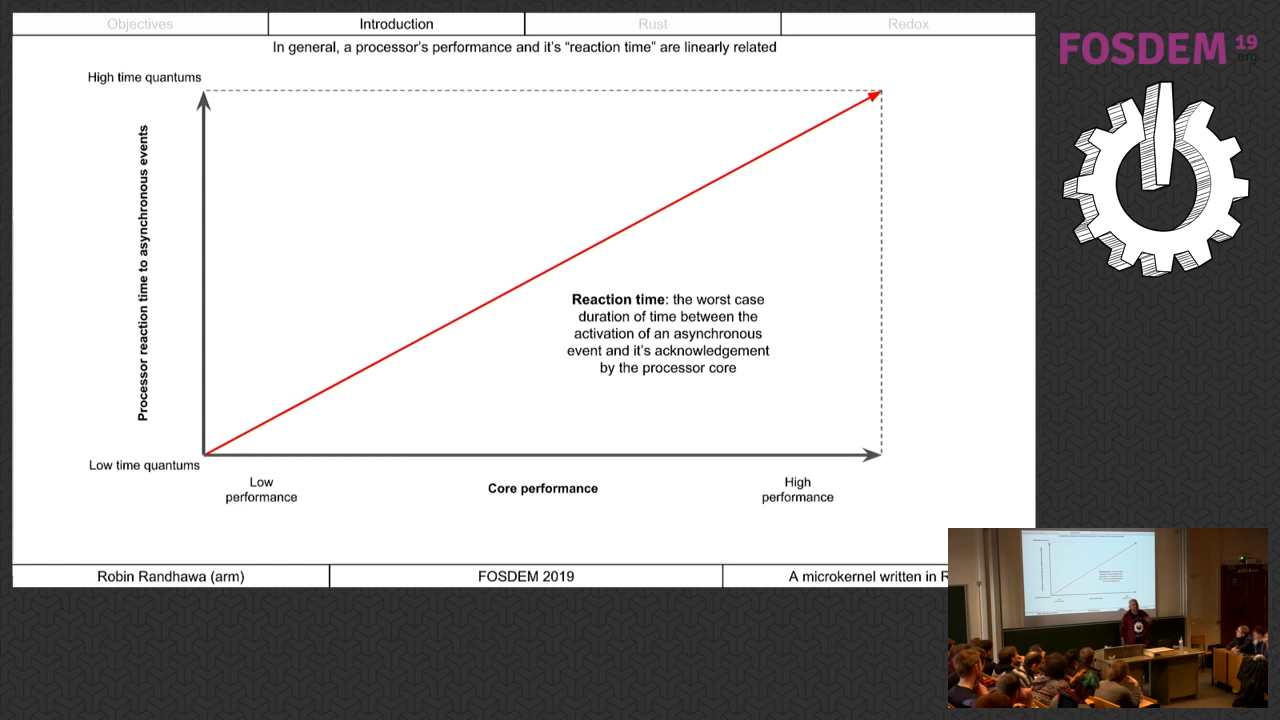 Objectives
Introduction
Rust
Redox
In general, a processor's performance and it's “reaction time” are linearly related
High time quantums
Processor reaction time to asynchronous events
Reaction time: the worst case
duration of time between the
activation of an asynchronous
event and it's acknowledgement
by the processor core
Low time quantums
Low
performance
Core performance
High
performance
Robin Randhawa (arm)
FOSDEM 2019
A microkernel written in
FOSDEM 19
.org